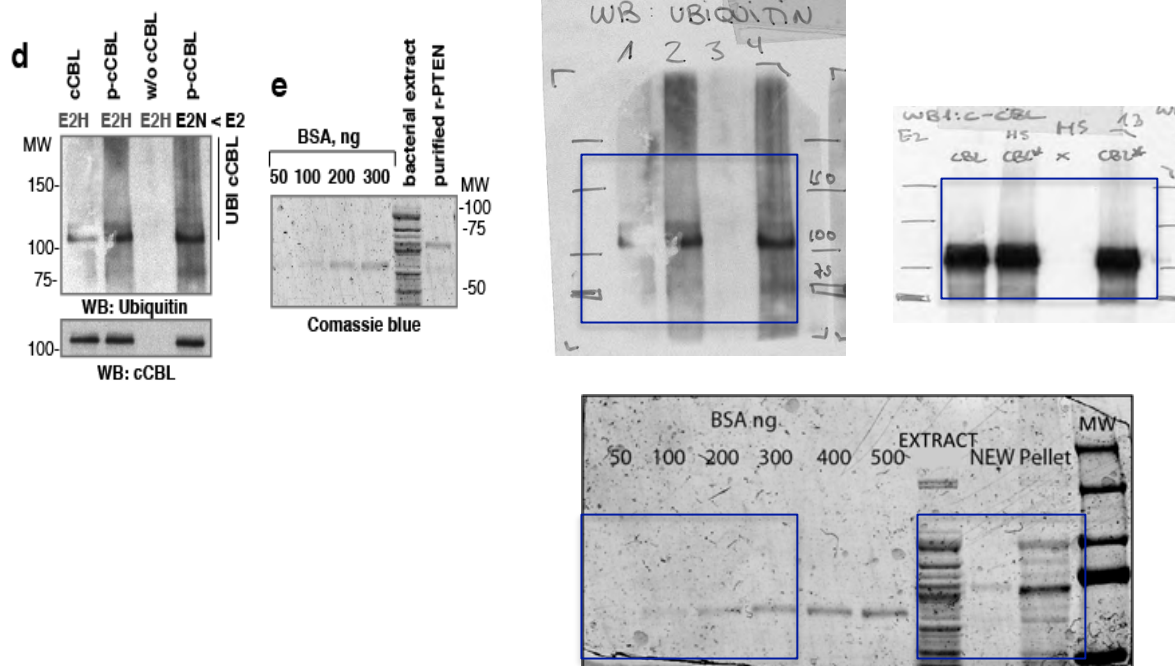 d
cCBL
p-cCBL
w/o cCBL
p-cCBL
E2H E2H E2H E2N < E2
MW
150-
100-
75-
UBI cCBL
WB: Ubiquitin
100-
WB: cCBL
e
BSA, ng
50 100 200 300
bacterial extract
purified r-PTEN
MW
-100
-75
-50
Comassie blue
WB: UBIQUITIN
1 2 3 4
150
100
75
WB1: C-CBL
E2 HS HS 13
CBL CBL* x CBL*
BSA ng
EXTRACT
MW
50 100 200 300 400 500 NEW Pellet